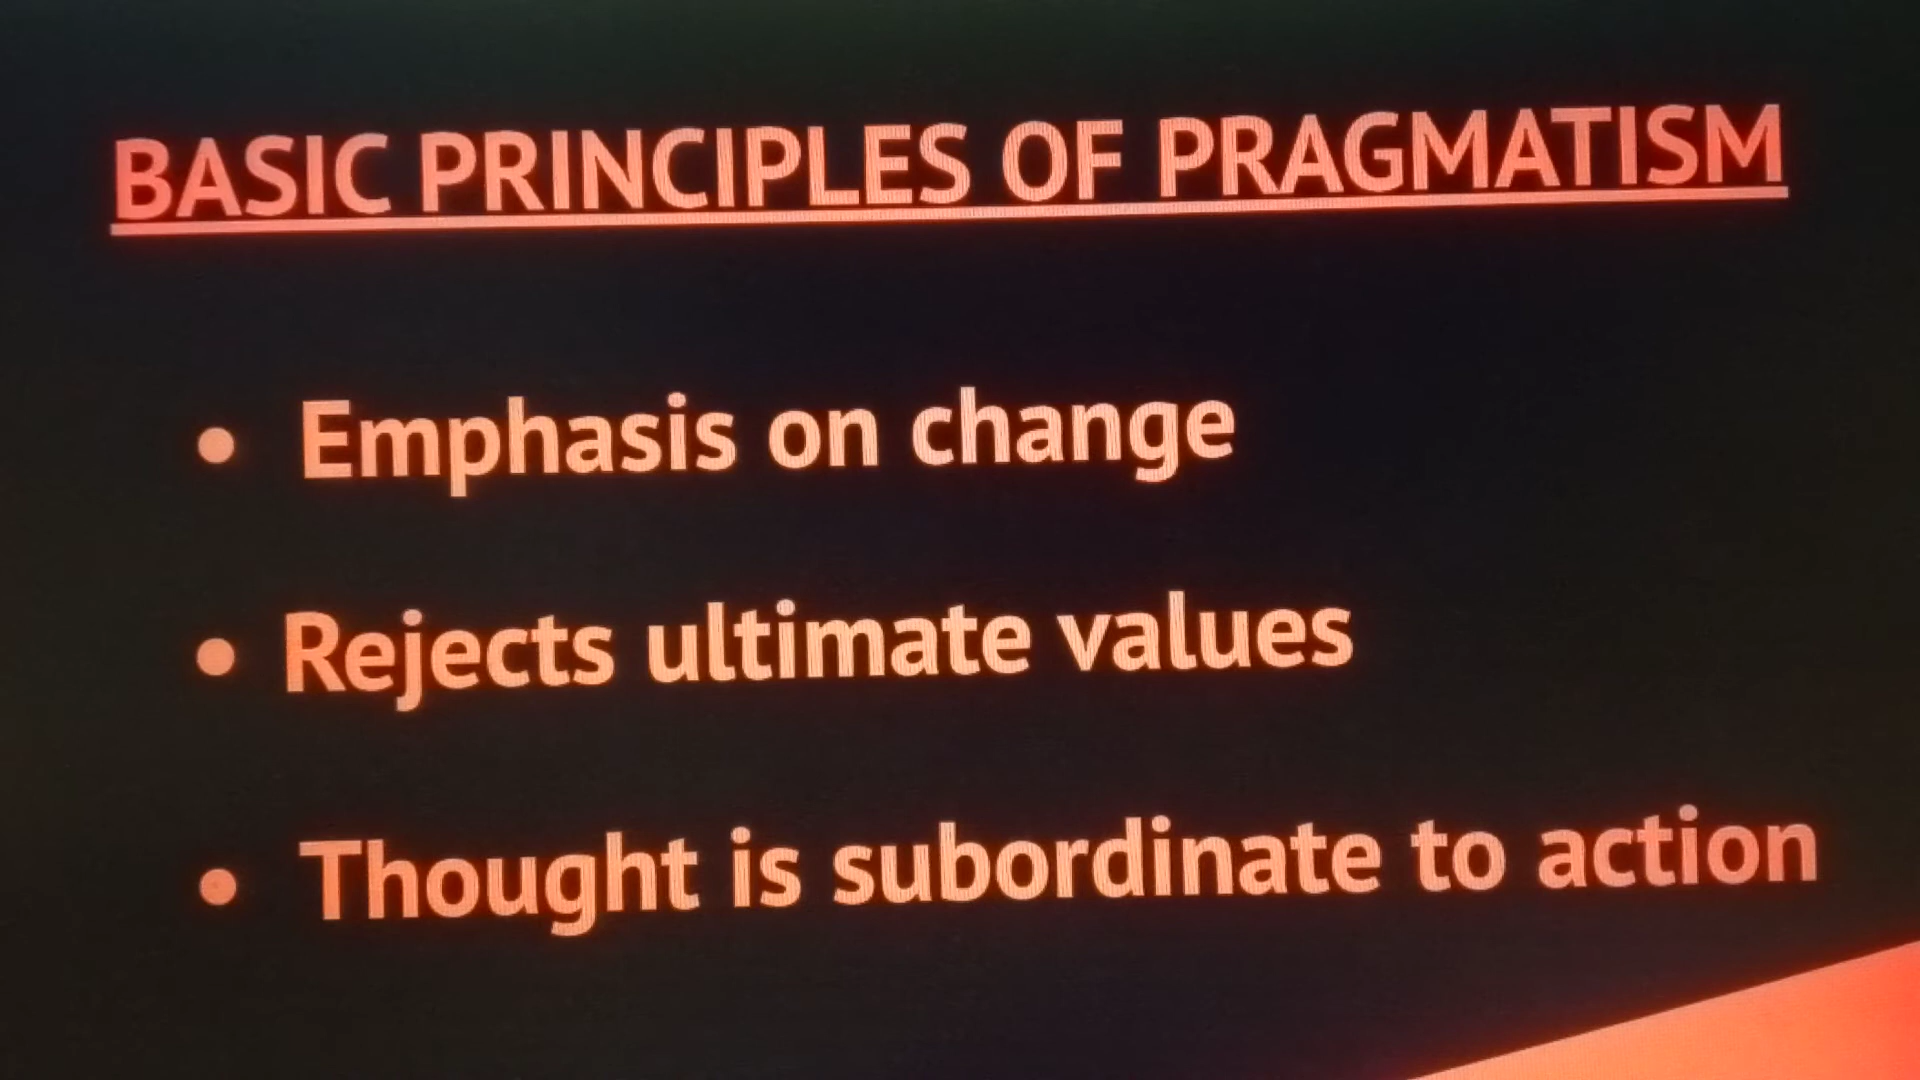 BASIC PRINCIPLES OF PRAGMATISM
• Emphasis on change
• Rejects ultimate values
• Thought is subordinate to action